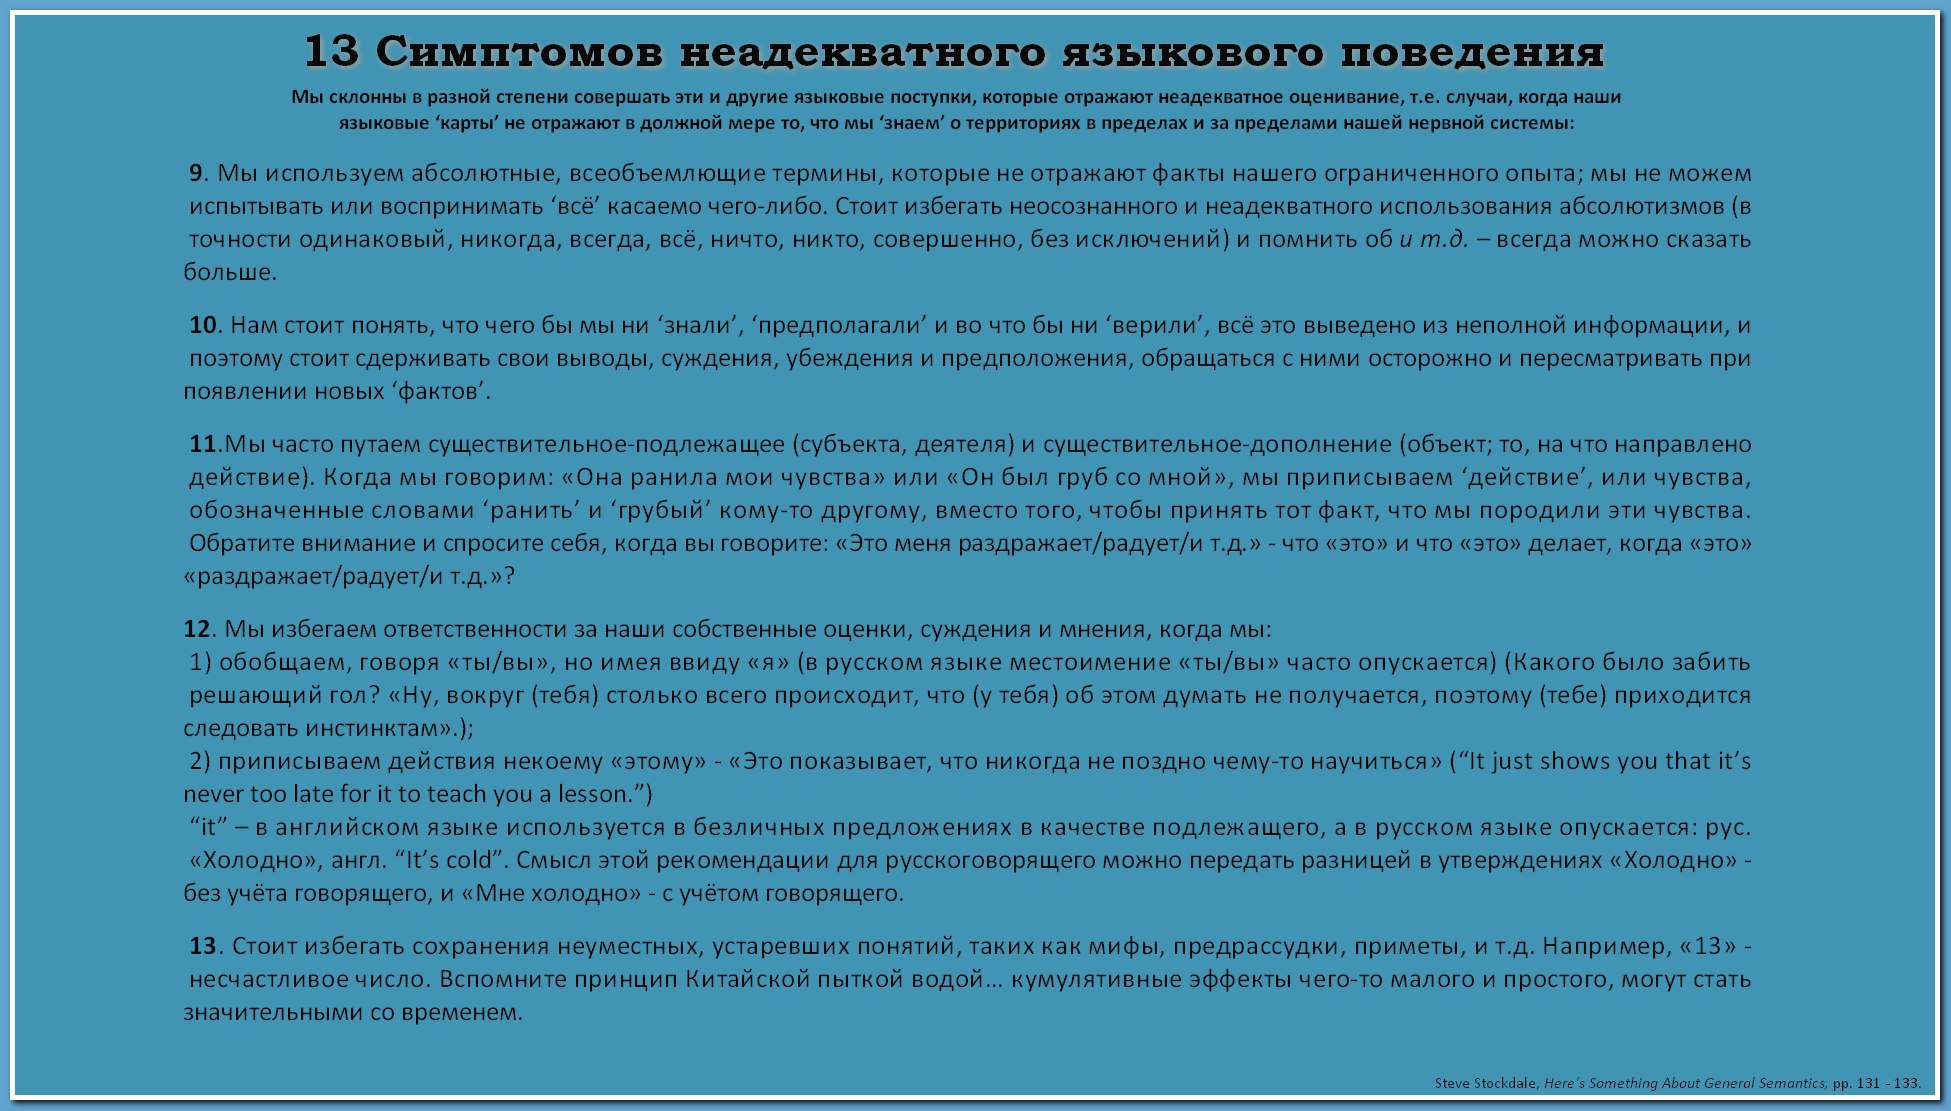 13 Симптомов неадекватного языкового поведения
Мы склонны в разной степени совершать эти и другие языковые поступки, которые отражают неадекватное оценивание, т.е. случаи, когда наши
языковые ‘карты’ не отражают в должной мере то, что мы ‘знаем’ о территориях в пределах и за пределами нашей нервной системы:
9. Мы используем абсолютные, всеобъемлющие термины, которые не отражают факты нашего ограниченного опыта; мы не можем
испытывать или воспринимать ‘всё’ касаемо чего-либо. Стоит избегать неосознанного и неадекватного использования абсолютизмов (в
точности одинаковый, никогда, всегда, всё, ничто, никто, совершенно, без исключений) и помнить об и т.д. – всегда можно сказать
больше.
10. Нам стоит понять, что чего бы мы ни ‘знали’, ‘предполагали’ и во что бы ни ‘верили’, всё это выведено из неполной информации, и
поэтому стоит сдерживать свои выводы, суждения, убеждения и предположения, обращаться с ними осторожно и пересматривать при
появлении новых ‘фактов’.
11.Мы часто путаем существительное-подлежащее (субъекта, деятеля) и существительное-дополнение (объект; то, на что направлено
действие). Когда мы говорим: «Она ранила мои чувства» или «Он был груб со мной», мы приписываем ‘действие’, или чувства,
обозначенные словами ‘ранить’ и ‘грубый’ кому-то другому, вместо того, чтобы принять тот факт, что мы породили эти чувства.
Обратите внимание и спросите себя, когда вы говорите: «Это меня раздражает/радует/и т.д.» - что «это» и что «это» делает, когда «это»
«раздражает/радует/и т.д.»?
12. Мы избегаем ответственности за наши собственные оценки, суждения и мнения, когда мы:
1) обобщаем, говоря «ты/вы», но имея ввиду «я» (в русском языке местоимение «ты/вы» часто опускается) (Какого было забить
решающий гол? «Ну, вокруг (тебя) столько всего происходит, что (у тебя) об этом думать не получается, поэтому (тебе) приходится
следовать инстинктам».);
2) приписываем действия некоему «этому» - «Это показывает, что никогда не поздно чему-то научиться» (“It just shows you that it’s
never too late for it to teach you a lesson.”)
“it” – в английском языке используется в безличных предложениях в качестве подлежащего, а в русском языке опускается: рус.
«Холодно», англ. “It’s cold”. Смысл этой рекомендации для русскоговорящего можно передать разницей в утверждениях «Холодно» -
без учёта говорящего, и «Мне холодно» - с учётом говорящего.
13. Стоит избегать сохранения неуместных, устаревших понятий, таких как мифы, предрассудки, приметы, и т.д. Например, «13» -
несчастливое число. Вспомните принцип Китайской пыткой водой… кумулятивные эффекты чего-то малого и простого, могут стать
значительными со временем.
Steve Stockdale, Here’s Something About General Semantics, pp. 131 - 133.